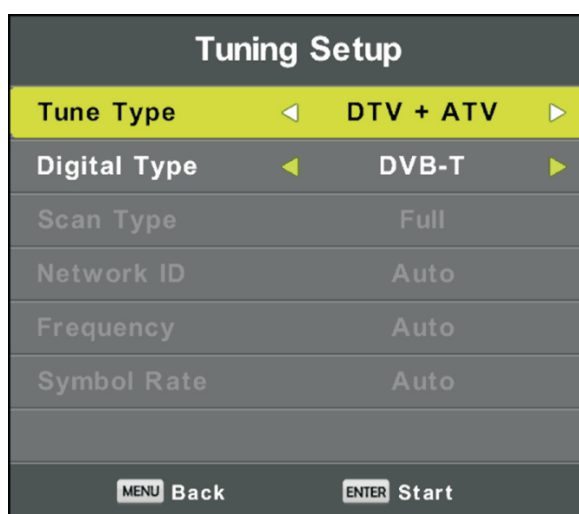 Tuning Setup
Tune Type DTV + ATV
Digital Type DVB-T
Scan Type Full
Network ID Auto
Frequency Auto
Symbol Rate Auto
MENU Back ENTER Start